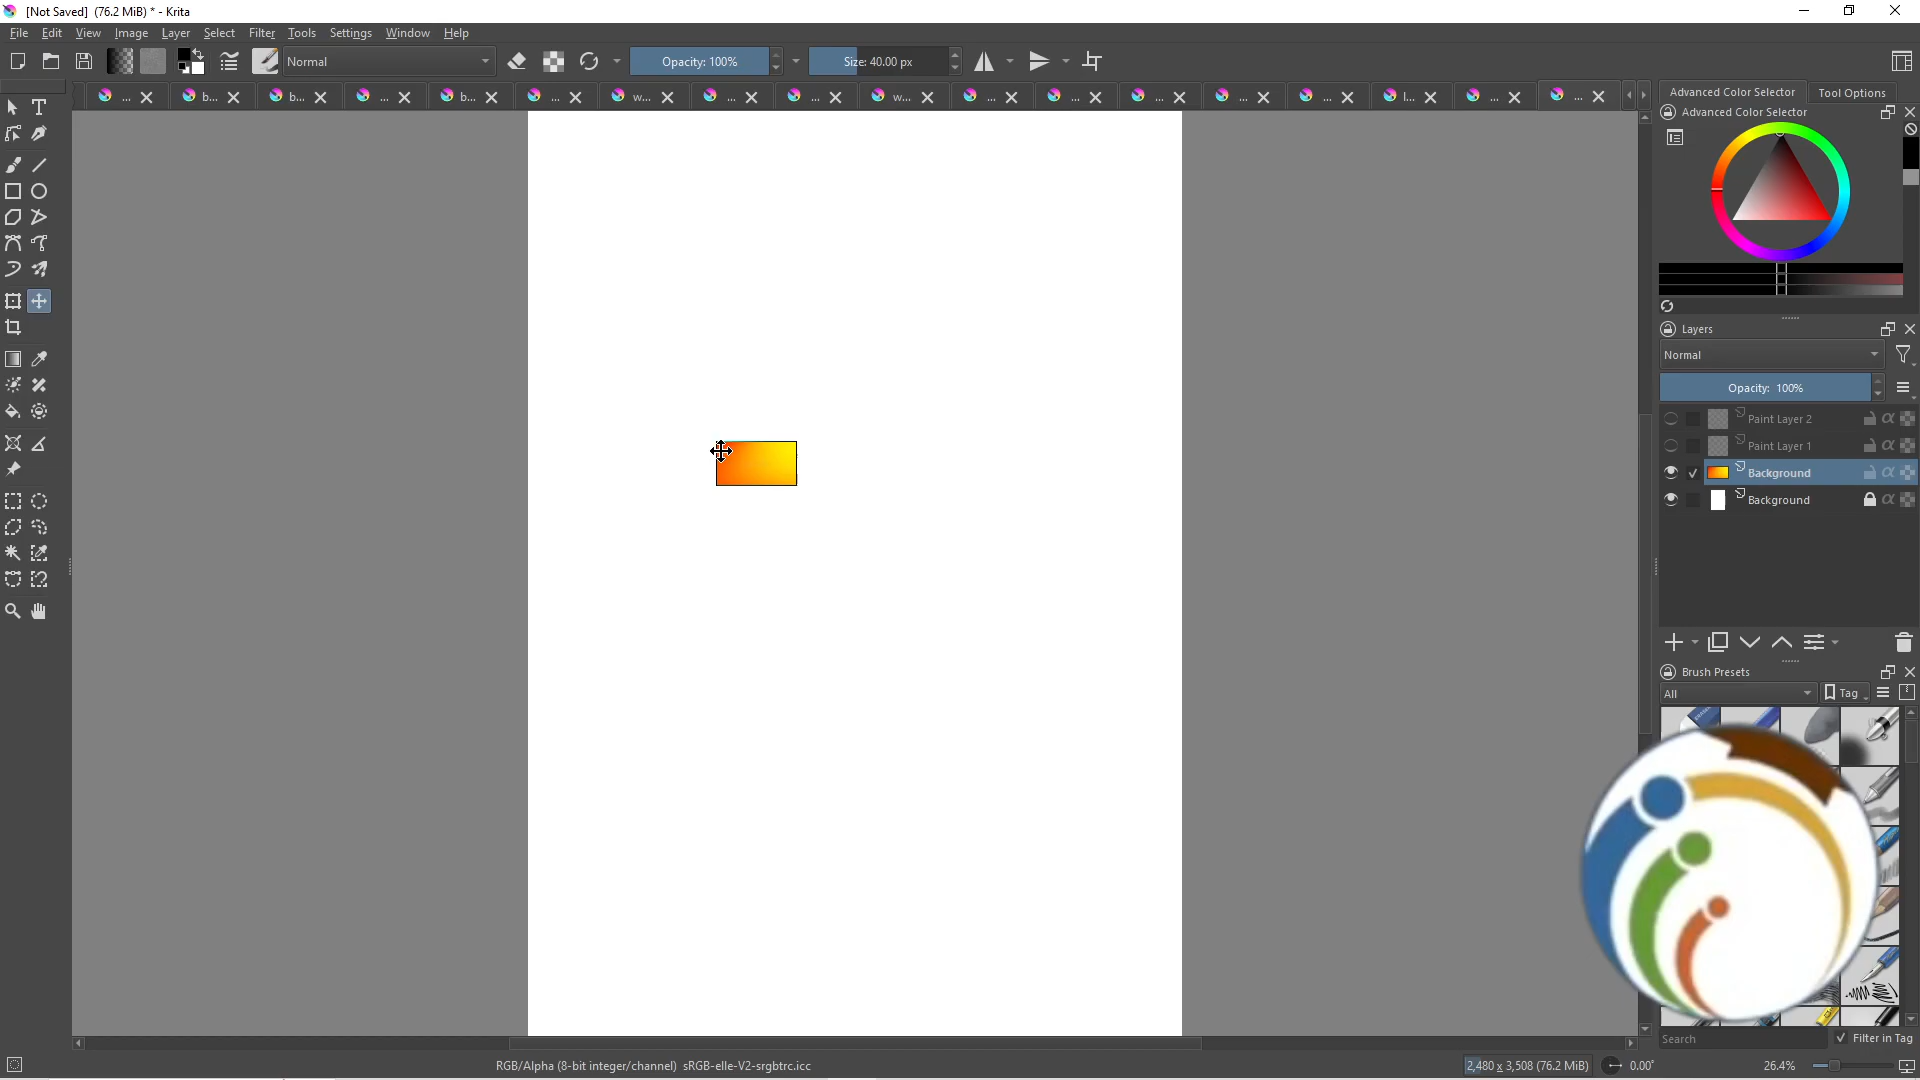 [Not Saved]  (76.2 MiB) * - Krita
File Edit View Image Layer Select Filter Tools Settings Window Help
Normal
Opacity: 100%
Size: 40.00 px
... b... b... ... b... ... w... ... ... w... ... ... ... ... ... l... ... ...
Advanced Color Selector Tool Options
Advanced Color Selector
Layers
Normal
Opacity:  100%
Paint Layer 2
Paint Layer 1
Background
Background
Brush Presets
All
Tag
Search
Filter in Tag
RGB/Alpha (8-bit integer/channel)  sRGB-elle-V2-srgbtrc.icc
2,480 x 3,508 (76.2 MiB)
0.00°
26.4%